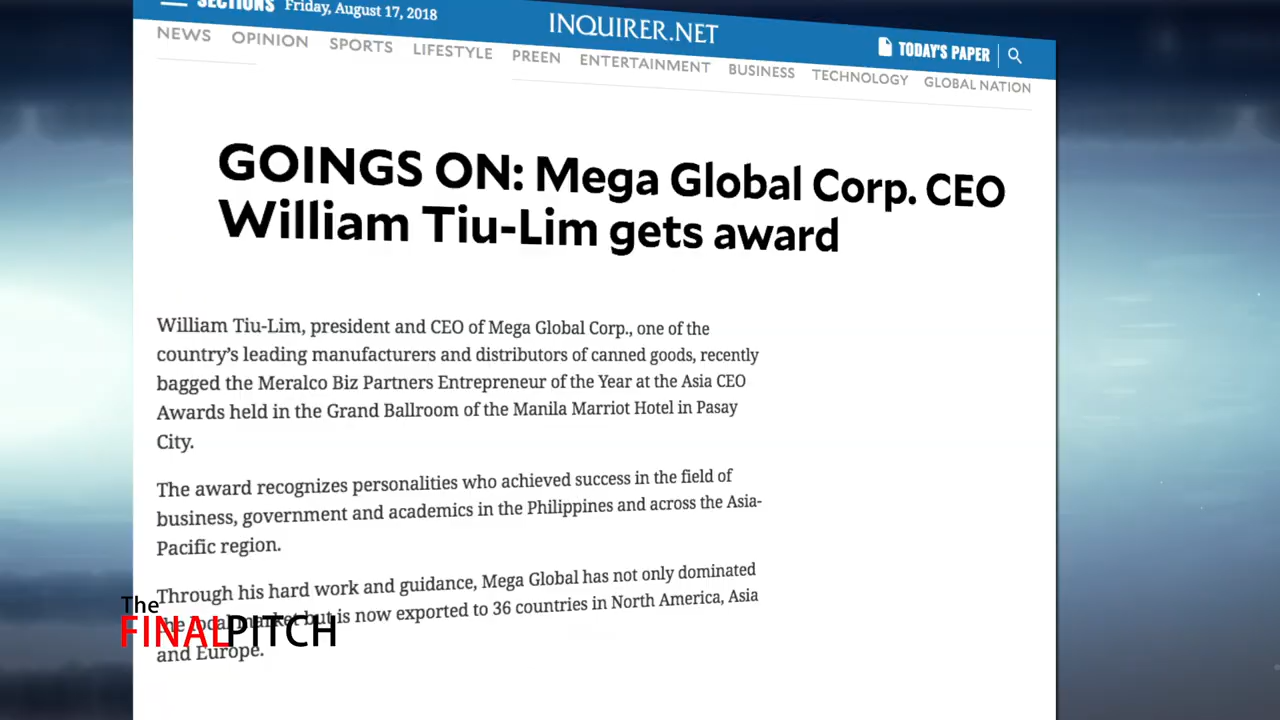 SECTIONS Friday, August 17, 2018
INQUIRER.NET
TODAY'S PAPER
NEWS OPINION SPORTS LIFESTYLE PREEN ENTERTAINMENT BUSINESS TECHNOLOGY GLOBAL NATION
GOINGS ON: Mega Global Corp. CEO
William Tiu-Lim gets award
William Tiu-Lim, president and CEO of Mega Global Corp., one of the
country's leading manufacturers and distributors of canned goods, recently
bagged the Meralco Biz Partners Entrepreneur of the Year at the Asia CEO
Awards held in the Grand Ballroom of the Manila Marriot Hotel in Pasay
City.
The award recognizes personalities who achieved success in the field of
business, government and academics in the Philippines and across the Asia-
Pacific region.
Through his hard work and guidance, Mega Global has not only dominated
the local market but is now exported to 36 countries in North America, Asia
and Europe.
The
FINALPITCH